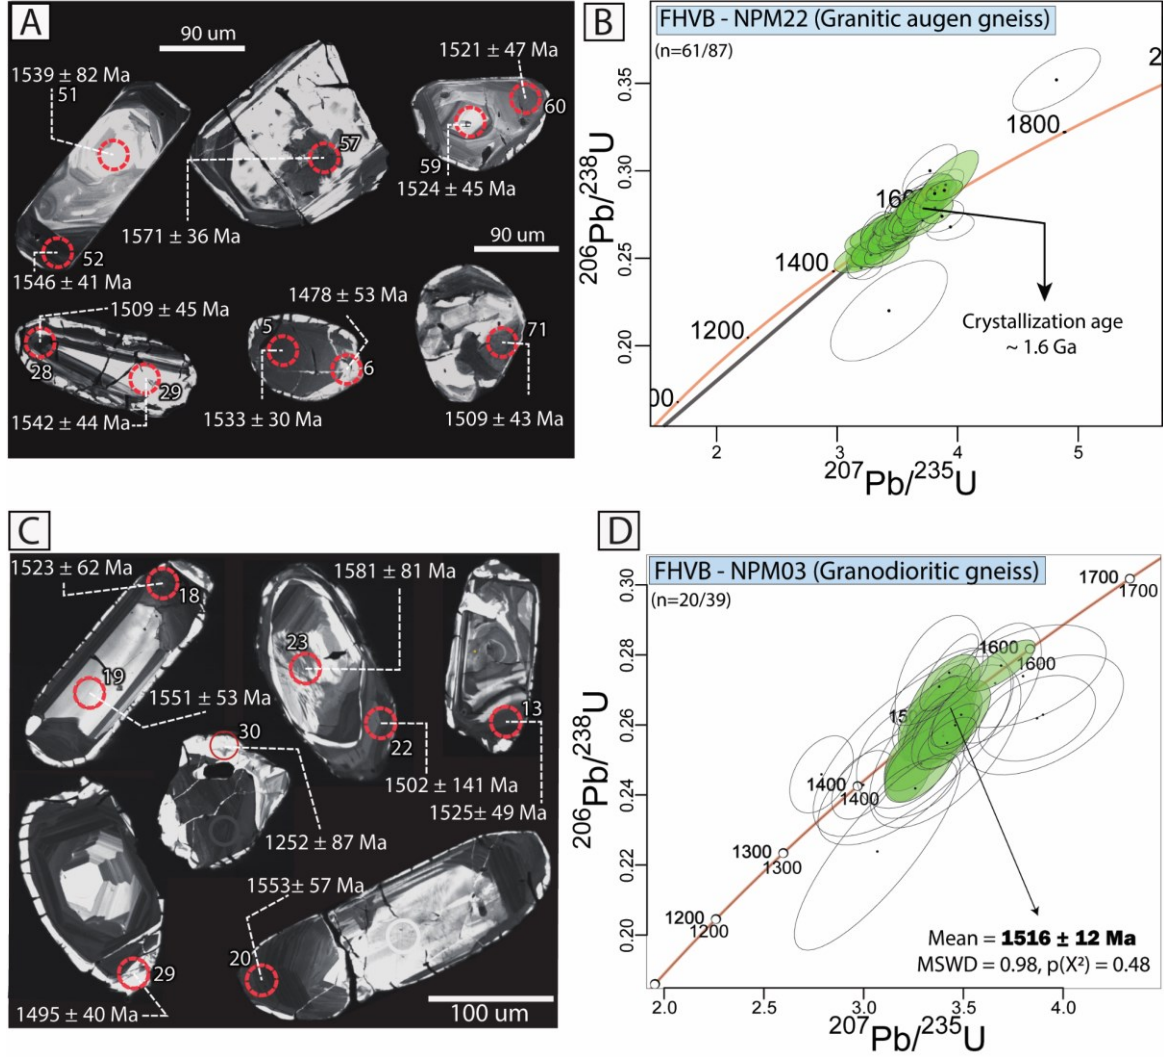 A
90 um
1539 ± 82 Ma
51
1521 ± 47 Ma
60
57
59
1524 ± 45 Ma
1571 ± 36 Ma
90 um
52
1546 ± 41 Ma
1509 ± 45 Ma
1478 ± 53 Ma
5
71
28
29
6
1542 ± 44 Ma
1533 ± 30 Ma
1509 ± 43 Ma
B
FHVB - NPM22 (Granitic augen gneiss)
(n=61/87)
2
1800
1400
1200
00
Crystallization age
~ 1.6 Ga
0.35
0.30
0.25
0.20
206Pb/238U
2
3
4
5
207Pb/235U
C
1523 ± 62 Ma
18
1581 ± 81 Ma
23
19
13
1551 ± 53 Ma
30
22
1502 ± 141 Ma
1525± 49 Ma
1252 ± 87 Ma
1553± 57 Ma
20
29
1495 ± 40 Ma
100 um
D
FHVB - NPM03 (Granodioritic gneiss)
(n=20/39)
1700
1700
1600
1600
1400
1400
1300
1300
1200
1200
Mean = 1516 ± 12 Ma
MSWD = 0.98, p(X²) = 0.48
0.30
0.28
0.26
0.24
0.22
0.20
206Pb/238U
2.0
2.5
3.0
3.5
4.0
207Pb/235U